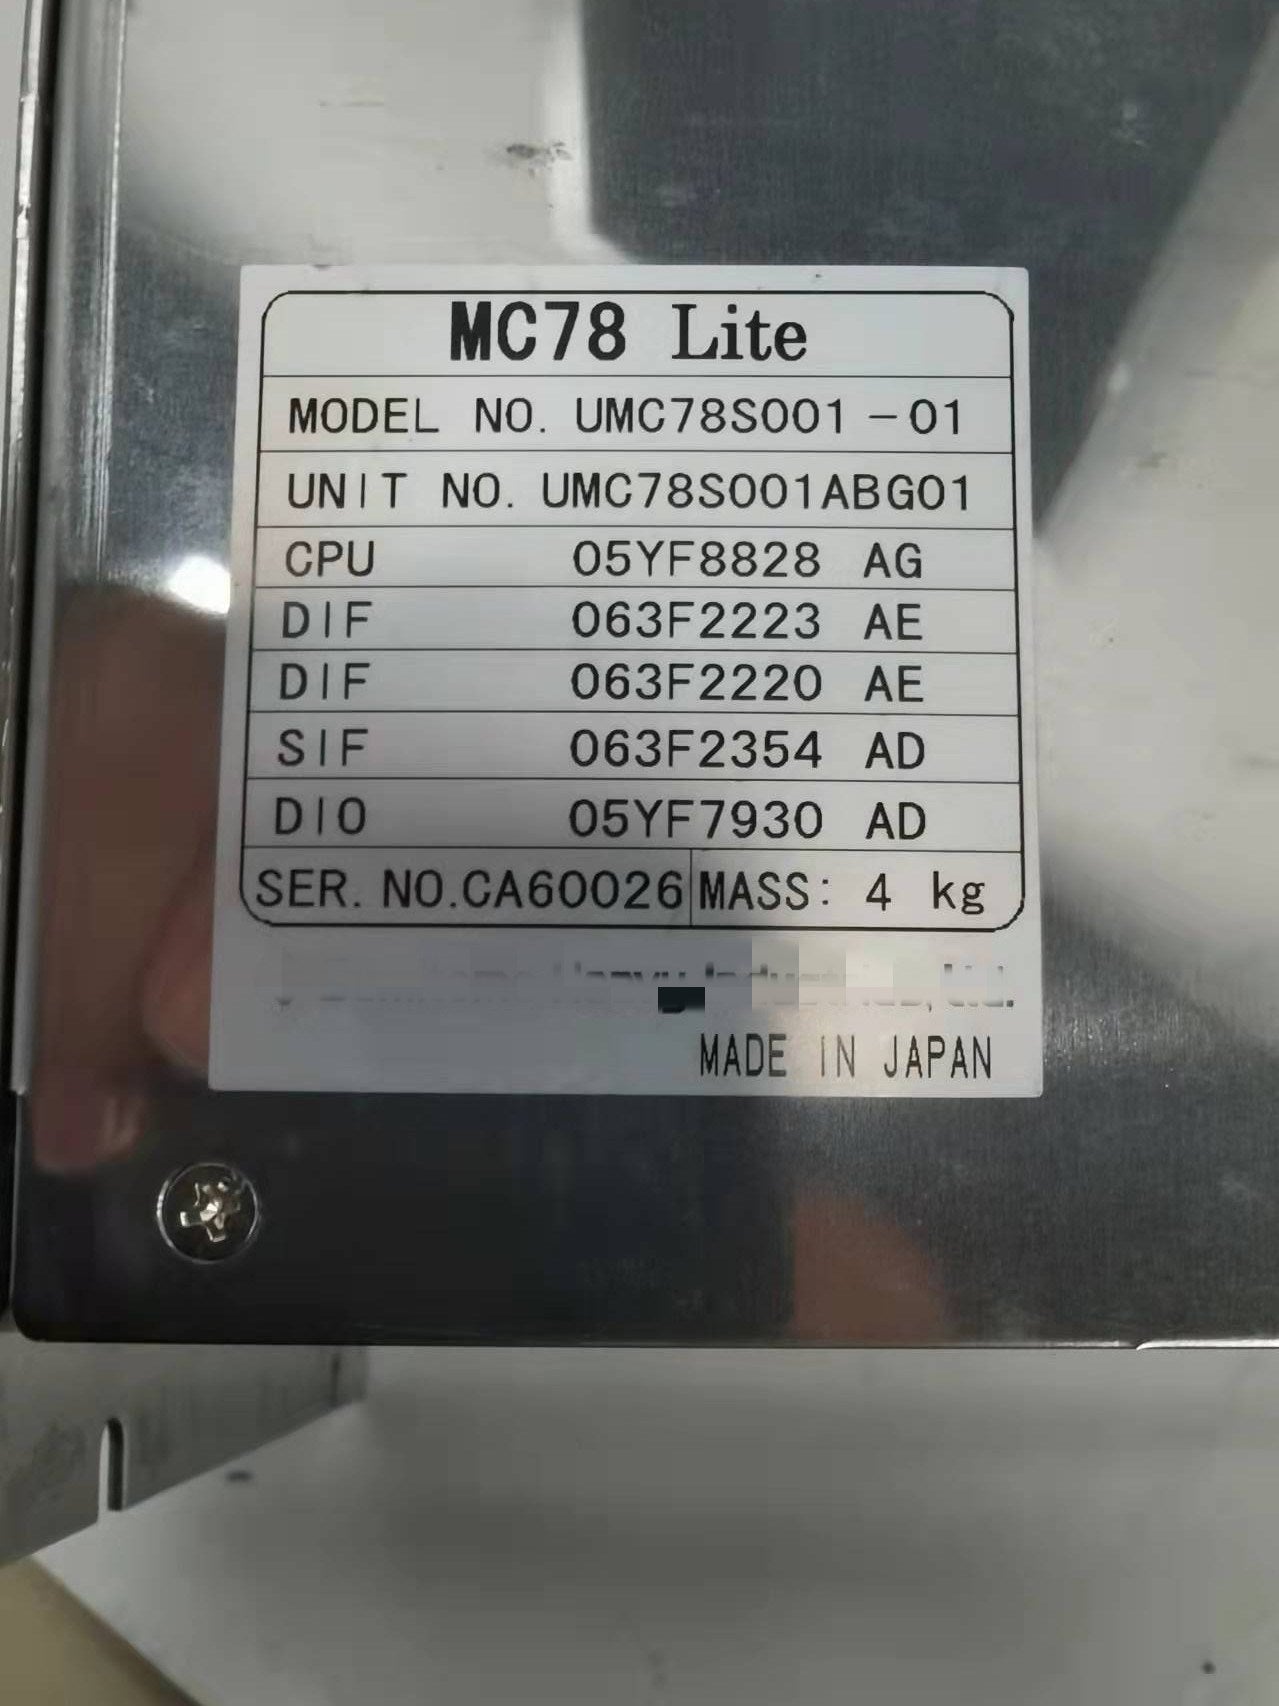 MC78 Lite
MODEL NO. UMC78S001-01
UNIT NO. UMC78S001ABG01
CPU 05YF8828 AG
DIF 063F2223 AE
DIF 063F2220 AE
SIF 063F2354 AD
DIO 05YF7930 AD
SER. NO.CA60026 MASS: 4 kg
MADE IN JAPAN